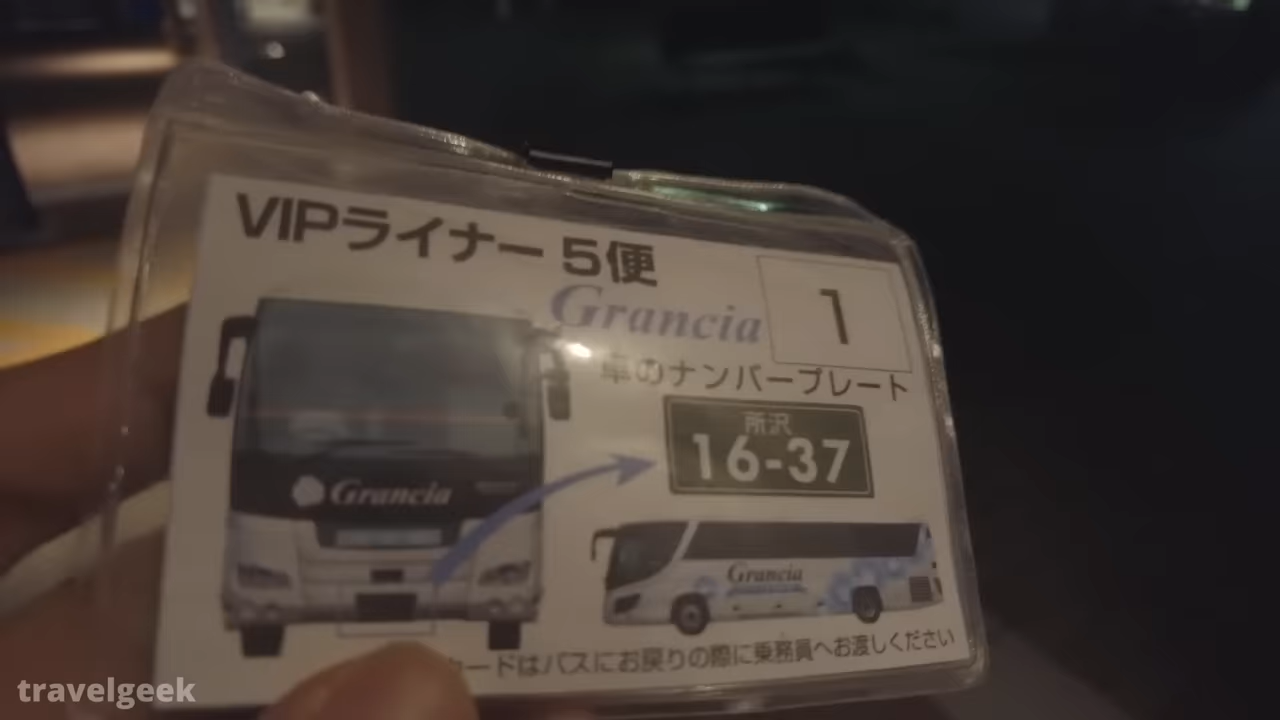 VIPライナー 5便
Grancia
1
車のナンバープレート
所沢
16-37
Grancia
Grancia
カードはバスにお戻りの際に乗務員へお渡しください
travelgeek